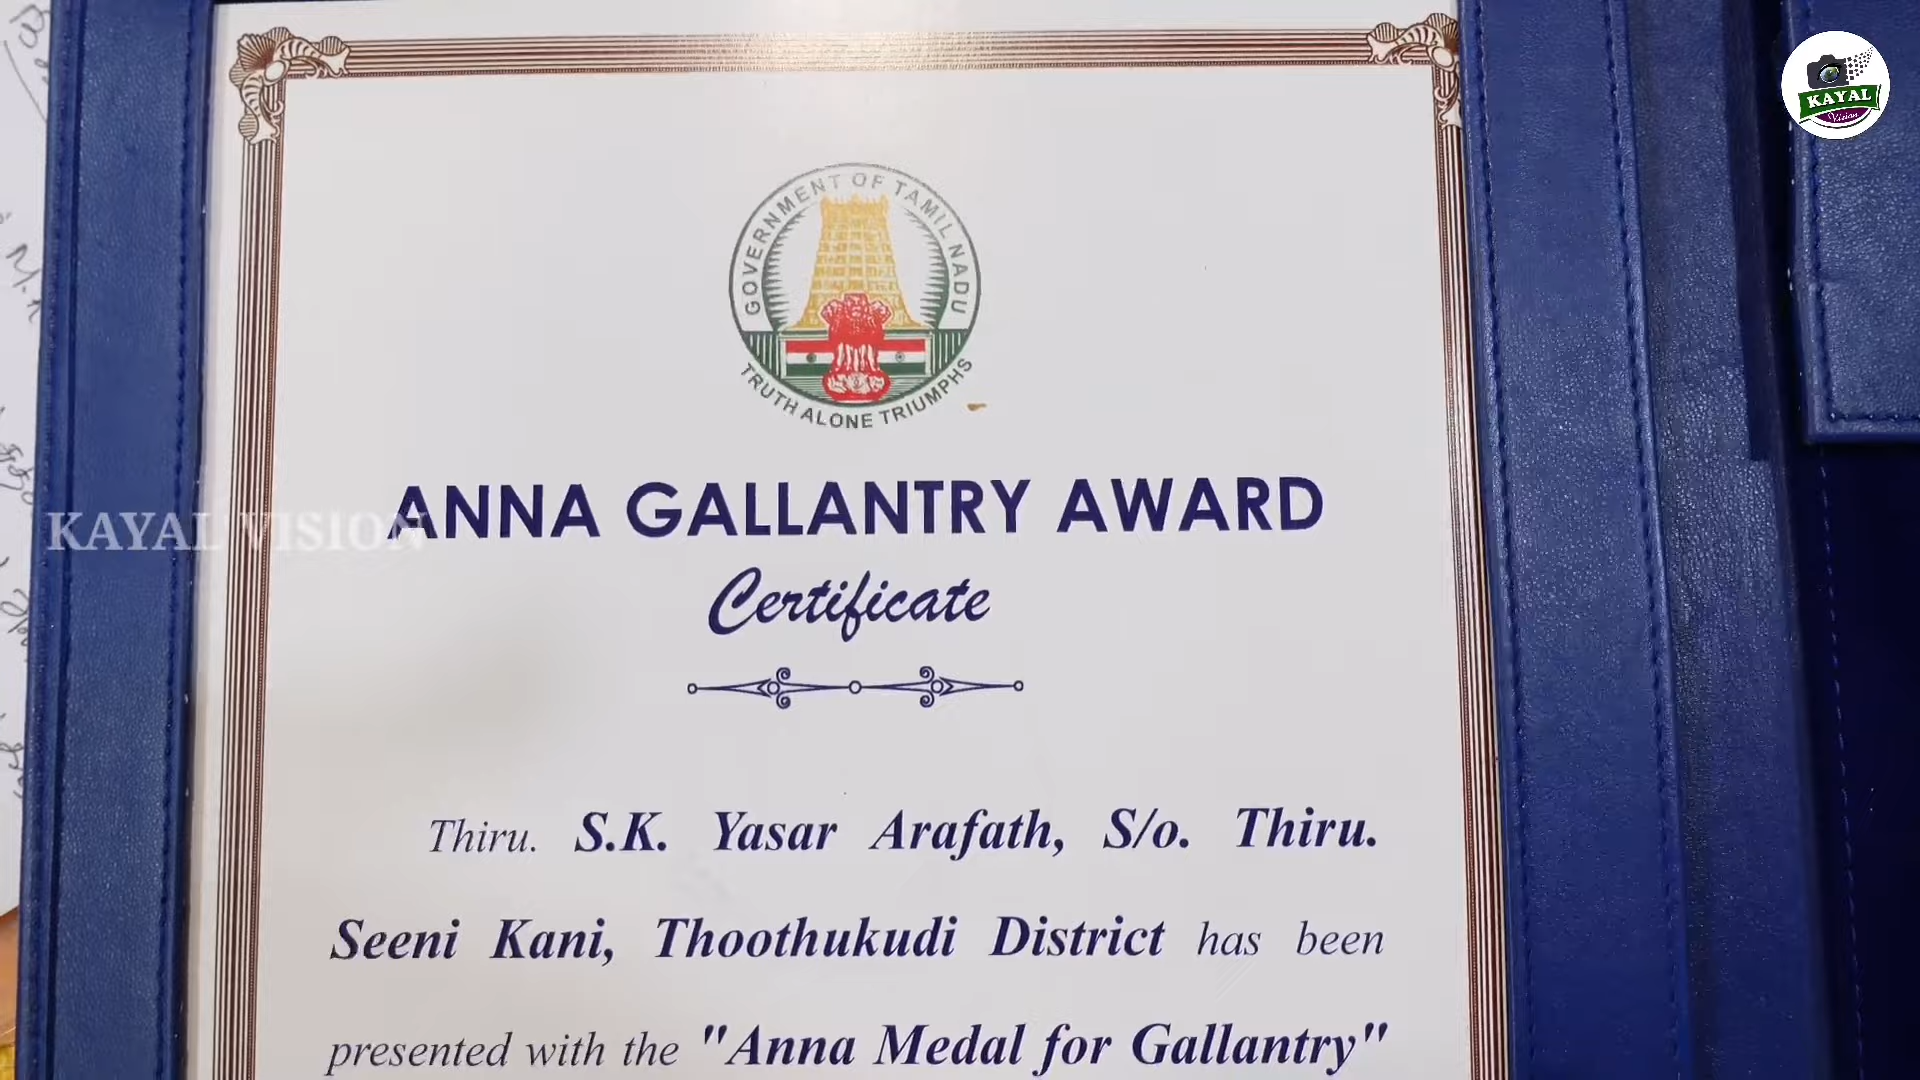 KAYAL
Vision
GOVERNMENT OF TAMIL NADU
TRUTH ALONE TRIUMPHS
ANNA GALLANTRY AWARD
KAYAL VISION
Certificate
Thiru. S.K. Yasar Arafath, S/o. Thiru.
Seeni Kani, Thoothukudi District has been
presented with the "Anna Medal for Gallantry"